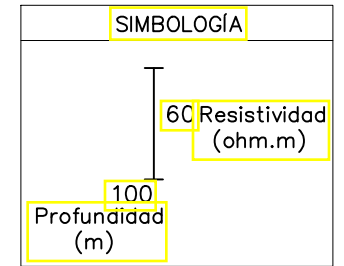 SIMBOLOGÍA
60 Resistividad
(ohm.m)
100
Profundidad
(m)